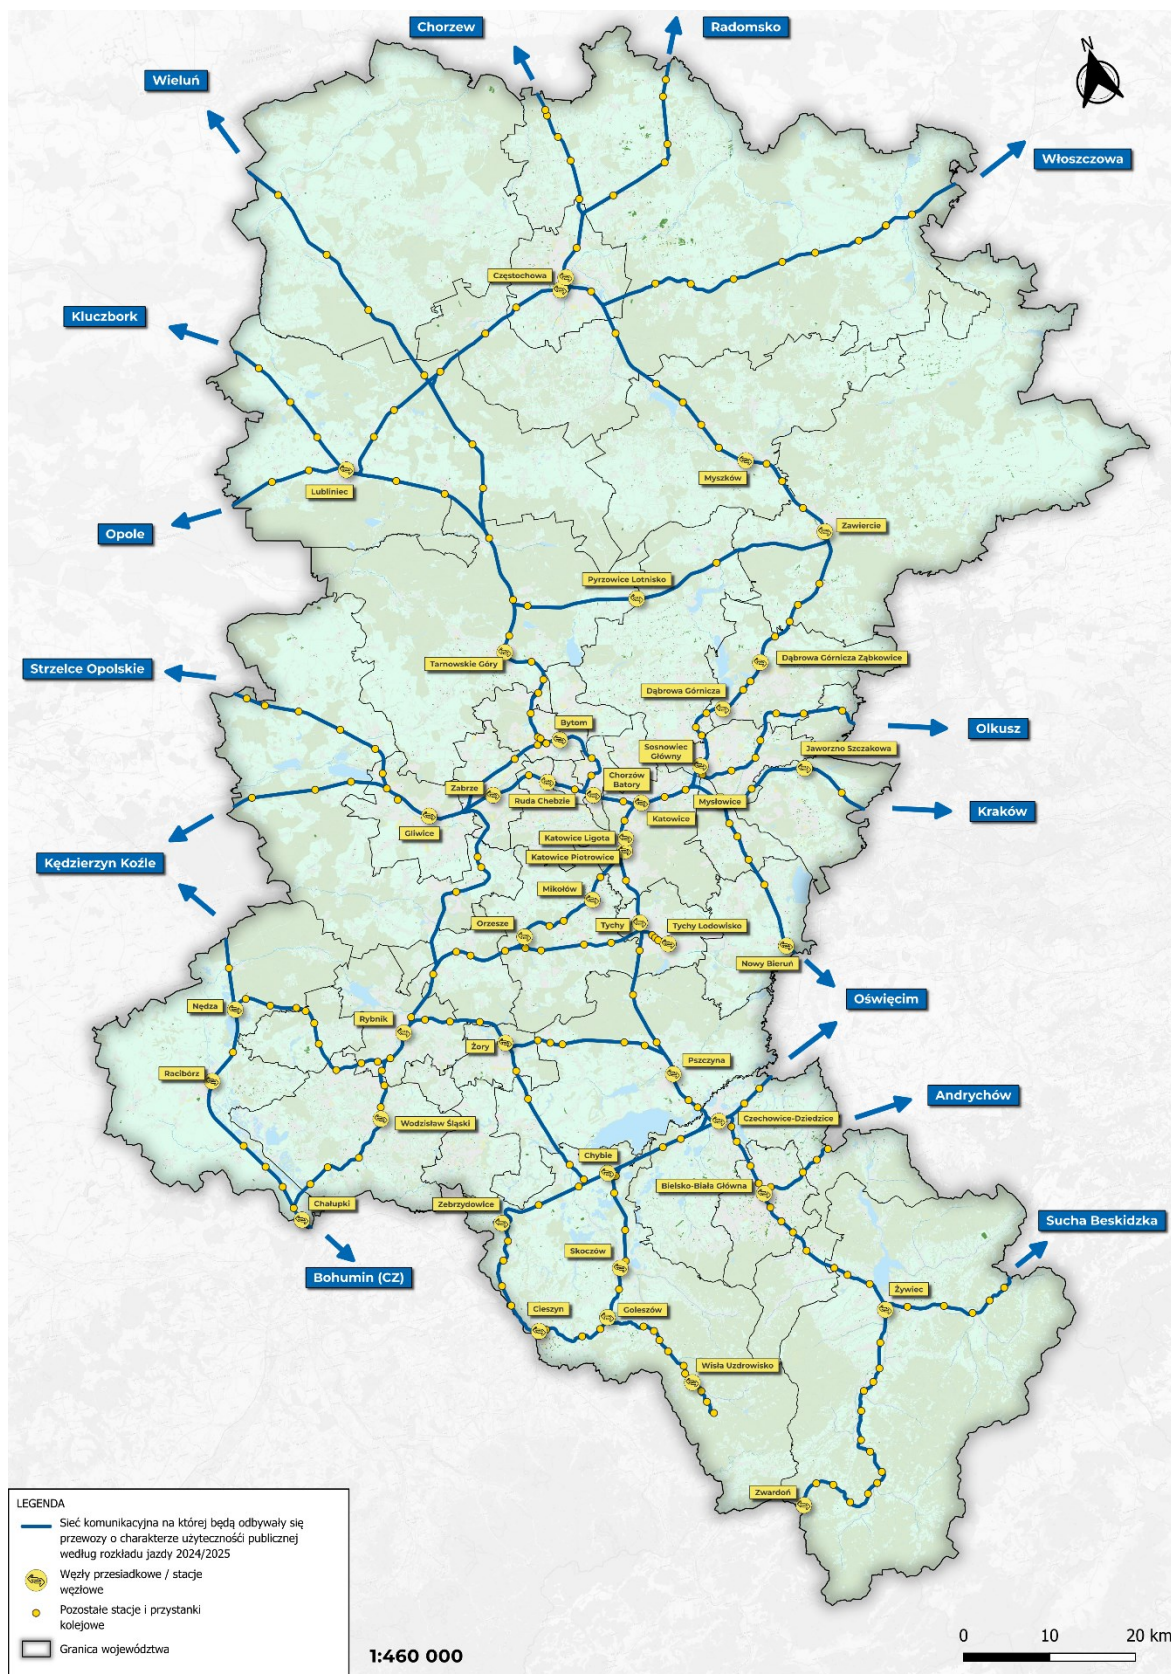 Chorzew
Radomsko
N
Wieluń
Włoszczowa
Częstochowa
Kluczbork
Myszków
Lubliniec
Opole
Zawiercie
Pyrzowice Lotnisko
Strzelce Opolskie
Tarnowskie Góry
Dąbrowa Górnicza Ząbkowice
Dąbrowa Górnicza
Bytom
Olkusz
Sosnowiec
Główny
Jaworzno Szczakowa
Zabrze
Chorzów
Batory
Ruda Chebzie
Mysłowice
Kraków
Katowice
Gliwice
Katowice Ligota
Katowice Piotrowice
Kędzierzyn Koźle
Mikołów
Orzesze
Tychy
Tychy Lodowisko
Nowy Bieruń
Oświęcim
Nędza
Rybnik
Żory
Pszczyna
Racibórz
Andrychów
Wodzisław Śląski
Czechowice-Dziedzice
Chybie
Bielsko-Biała Główna
Chałupki
Zebrzydowice
Sucha Beskidzka
Skoczów
Bohumin (CZ)
Żywiec
Cieszyn
Goleszów
Wisła Uzdrowisko
Zwardoń
LEGENDA
Sieć komunikacyjna na której będą odbywały się
przewozy o charakterze użyteczności publicznej
według rozkładu jazdy 2024/2025
Węzły przesiadkowe / stacje
węzłowe
Pozostałe stacje i przystanki
kolejowe
Granica województwa
1:460 000
0 10 20 km